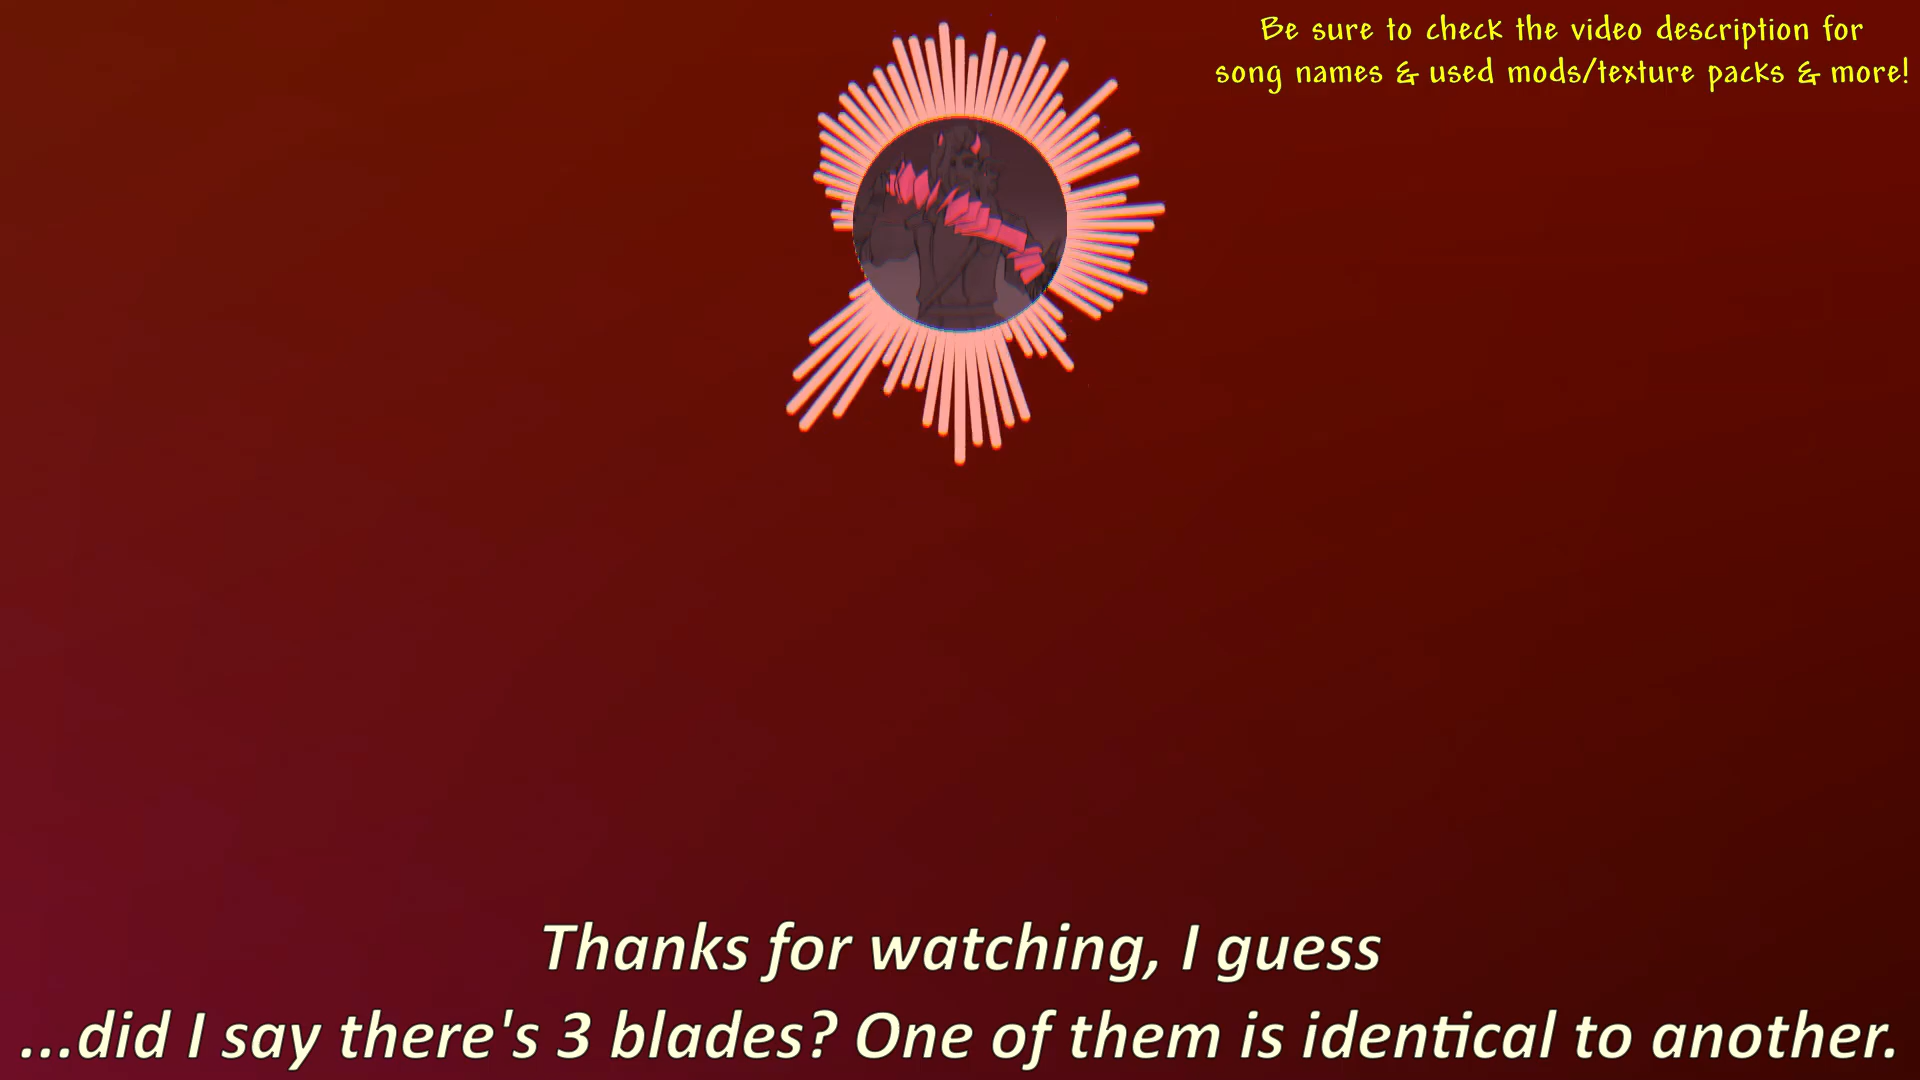 Be sure to check the video description for
song names & used mods/texture packs & more!
Thanks for watching, I guess
...did I say there's 3 blades? One of them is identical to another.